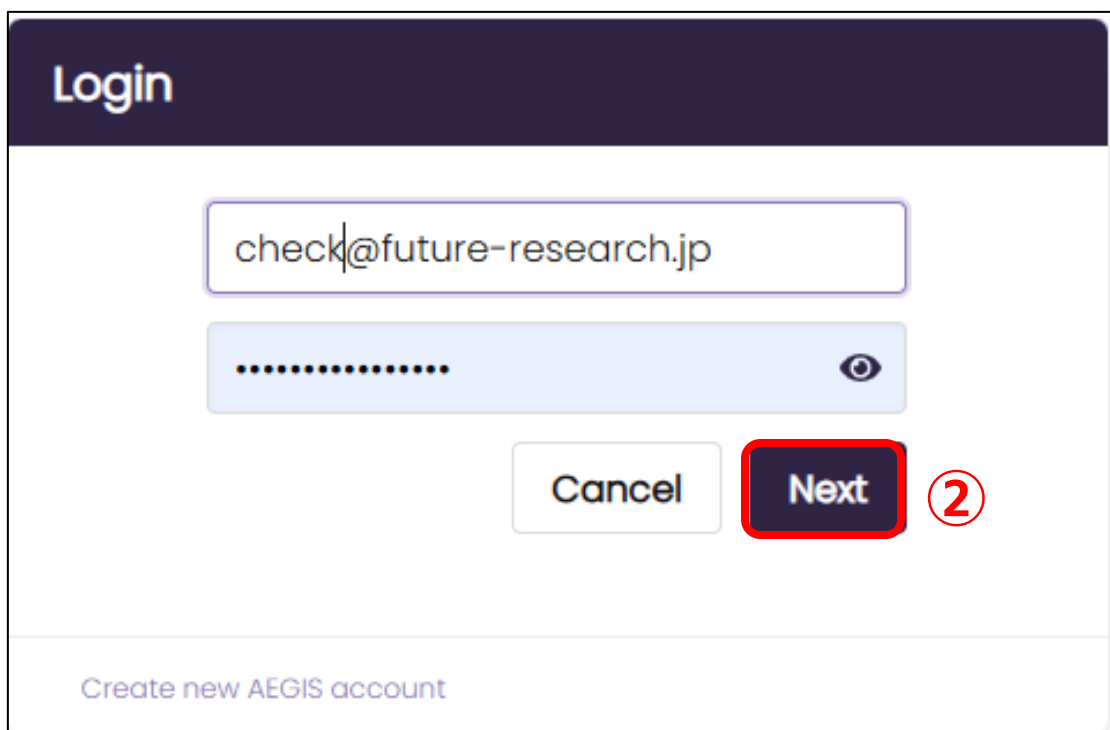 Login
check@future-research.jp
••••••••••••••••
Cancel Next ②
Create new AEGIS account